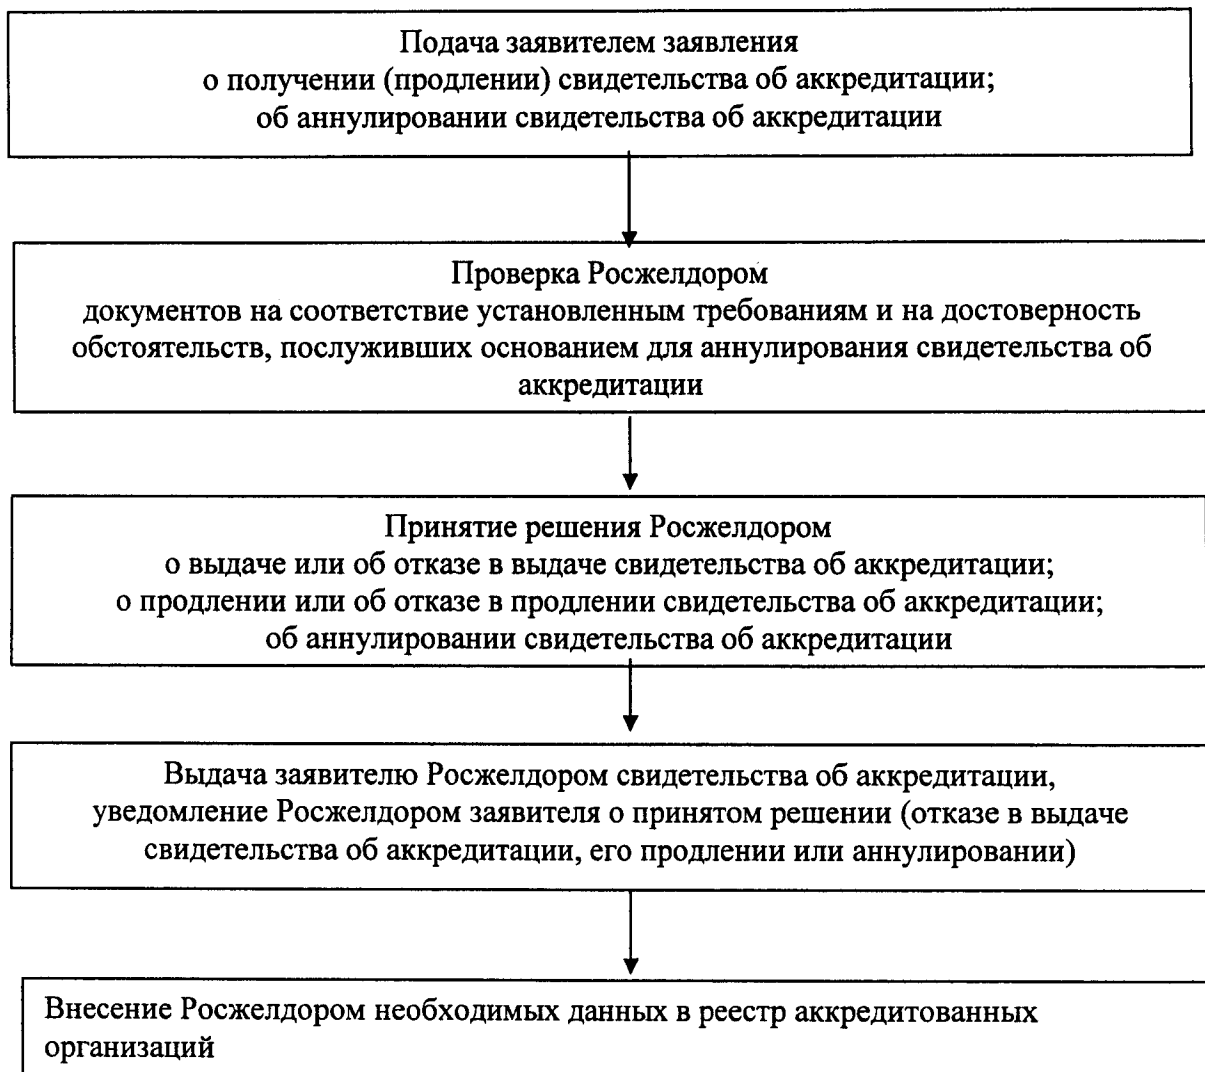 Подача заявителем заявления
о получении (продлении) свидетельства об аккредитации;
об аннулировании свидетельства об аккредитации
Проверка Росжелдором
документов на соответствие установленным требованиям и на достоверность
обстоятельств, послуживших основанием для аннулирования свидетельства об
аккредитации
Принятие решения Росжелдором
о выдаче или об отказе в выдаче свидетельства об аккредитации;
о продлении или об отказе в продлении свидетельства об аккредитации;
об аннулировании свидетельства об аккредитации
Выдача заявителю Росжелдором свидетельства об аккредитации,
уведомление Росжелдором заявителя о принятом решении (отказе в выдаче
свидетельства об аккредитации, его продлении или аннулировании)
Внесение Росжелдором необходимых данных в реестр аккредитованных
организаций